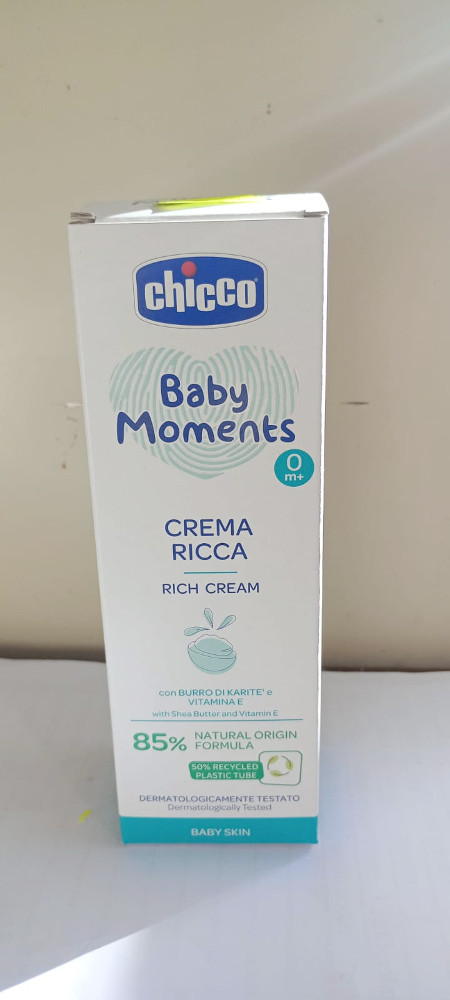 chicco
Baby
Moments
0
m+
CREMA
RICCA
RICH CREAM
con BURRO DI KARITE' e
VITAMINA E
with Shea Butter and Vitamin E
85% NATURAL ORIGIN
FORMULA
50% RECYCLED
PLASTIC TUBE
DERMATOLOGICAMENTE TESTATO
Dermatologically Tested
BABY SKIN